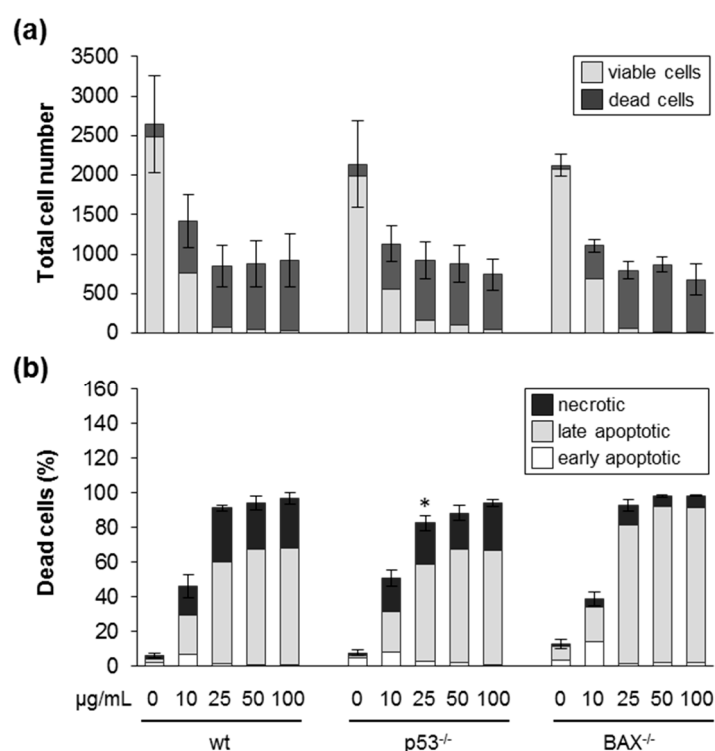 (a)
3500
3000
2500
2000
1500
1000
500
0
Total cell number
viable cells
dead cells
(b)
160
140
120
100
80
60
40
20
0
Dead cells (%)
necrotic
late apoptotic
early apoptotic
*
µg/mL 0 10 25 50 100 0 10 25 50 100 0 10 25 50 100
wt p53-/- BAX-/-